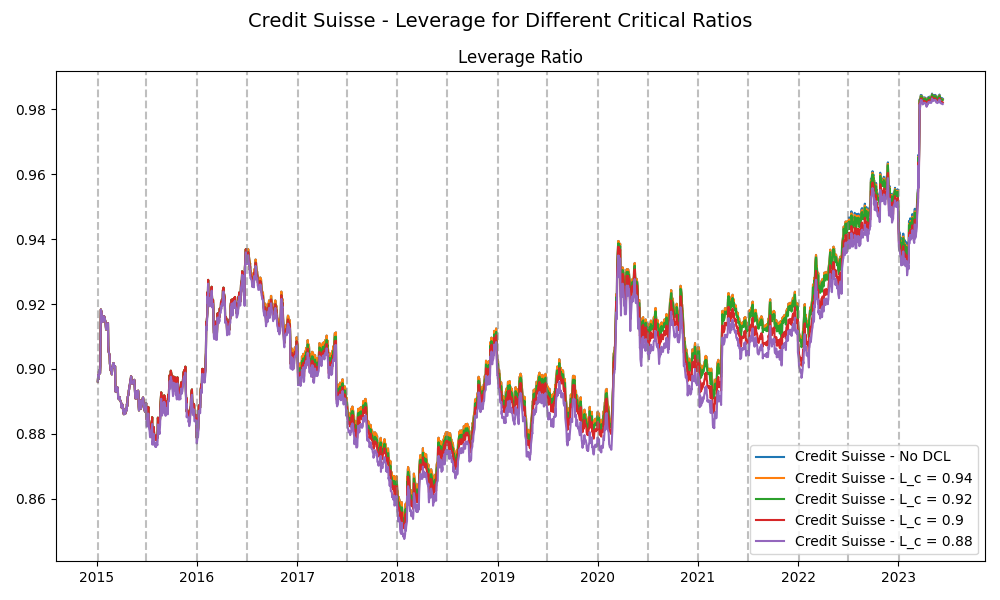 Credit Suisse - Leverage for Different Critical Ratios
Leverage Ratio
0.98
0.96
0.94
0.92
0.90
0.88
0.86
Credit Suisse - No DCL
Credit Suisse - L_c = 0.94
Credit Suisse - L_c = 0.92
Credit Suisse - L_c = 0.9
Credit Suisse - L_c = 0.88
2015 2016 2017 2018 2019 2020 2021 2022 2023